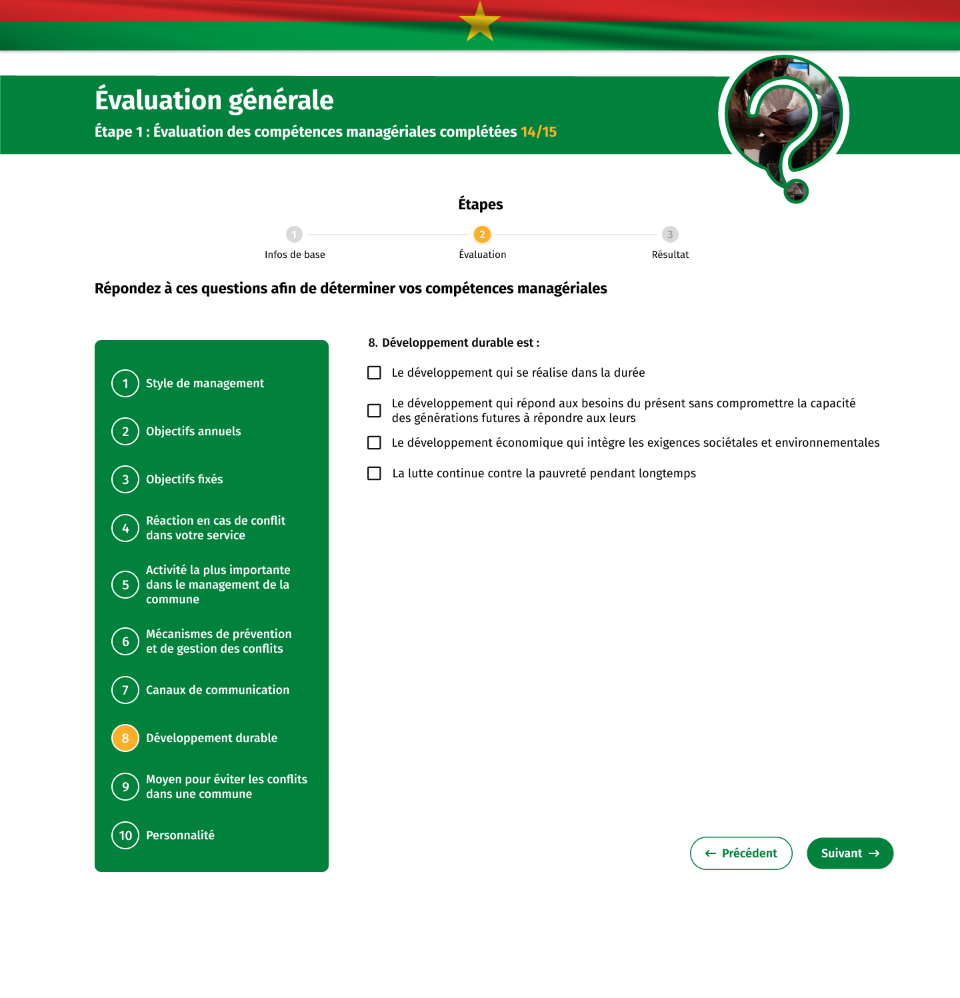 Évaluation générale
Étape 1 : Évaluation des compétences managériales complétées 14/15
Étapes
1
2
3
Infos de base
Évaluation
Résultat
Répondez à ces questions afin de déterminer vos compétences managériales
1 Style de management
2 Objectifs annuels
3 Objectifs fixés
4 Réaction en cas de conflit
dans votre service
5 Activité la plus importante
dans le management de la
commune
6 Mécanismes de prévention
et de gestion des conflits
7 Canaux de communication
8 Développement durable
9 Moyen pour éviter les conflits
dans une commune
10 Personnalité
8. Développement durable est :
Le développement qui se réalise dans la durée
Le développement qui répond aux besoins du présent sans compromettre la capacité
des générations futures à répondre aux leurs
Le développement économique qui intègre les exigences sociétales et environnementales
La lutte continue contre la pauvreté pendant longtemps
← Précédent
Suivant →